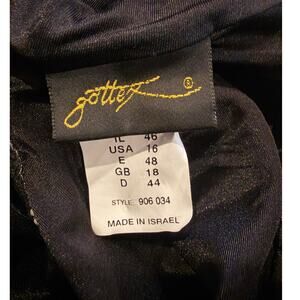 gottex ®
IL 46
USA 16
E 48
GB 18
D 44
STYLE: 906 034
MADE IN ISRAEL